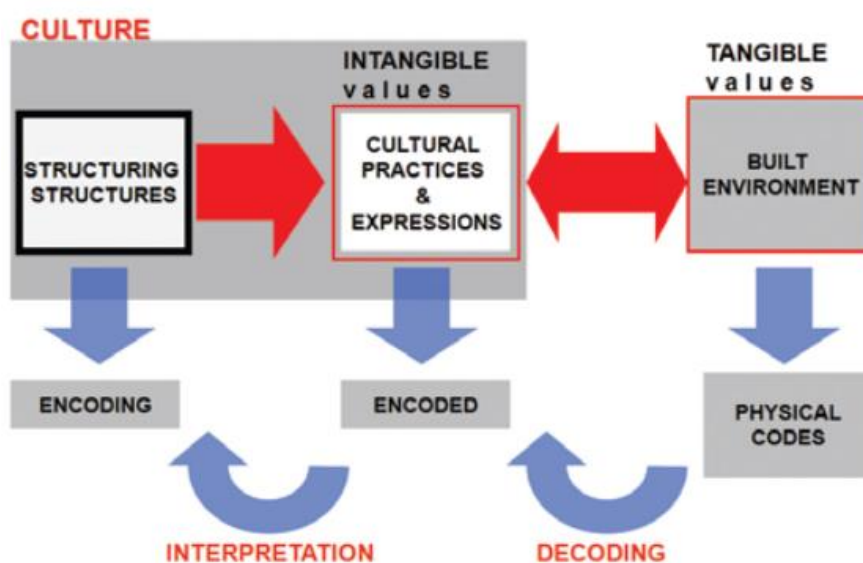 CULTURE
INTANGIBLE
values
TANGIBLE
values
STRUCTURING
STRUCTURES
CULTURAL
PRACTICES
&
EXPRESSIONS
BUILT
ENVIRONMENT
ENCODING
ENCODED
PHYSICAL
CODES
INTERPRETATION
DECODING